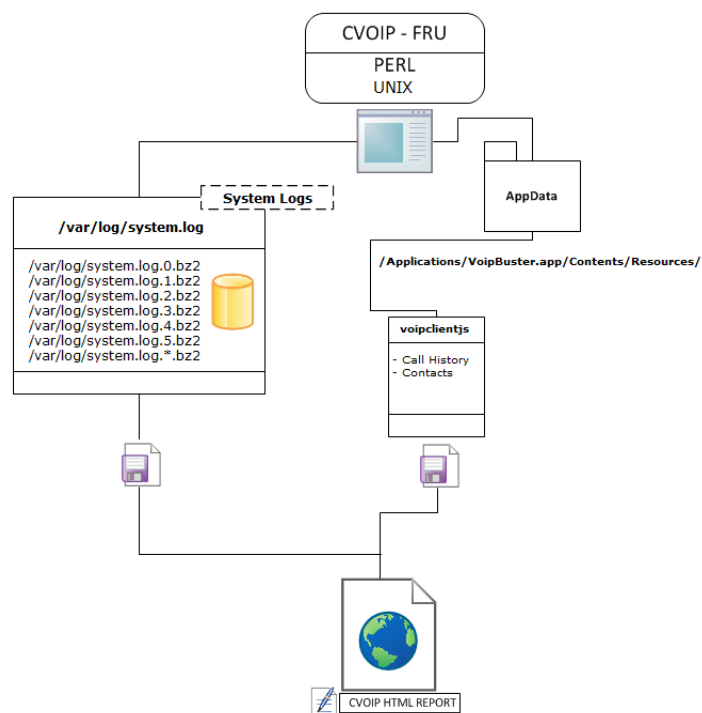 CVOIP - FRU
PERL
UNIX
System Logs
/var/log/system.log
/var/log/system.log.0.bz2
/var/log/system.log.1.bz2
/var/log/system.log.2.bz2
/var/log/system.log.3.bz2
/var/log/system.log.4.bz2
/var/log/system.log.5.bz2
/var/log/system.log.*.bz2
AppData
/Applications/VoipBuster.app/Contents/Resources/
voipclientjs
- Call History
- Contacts
CVOIP HTML REPORT